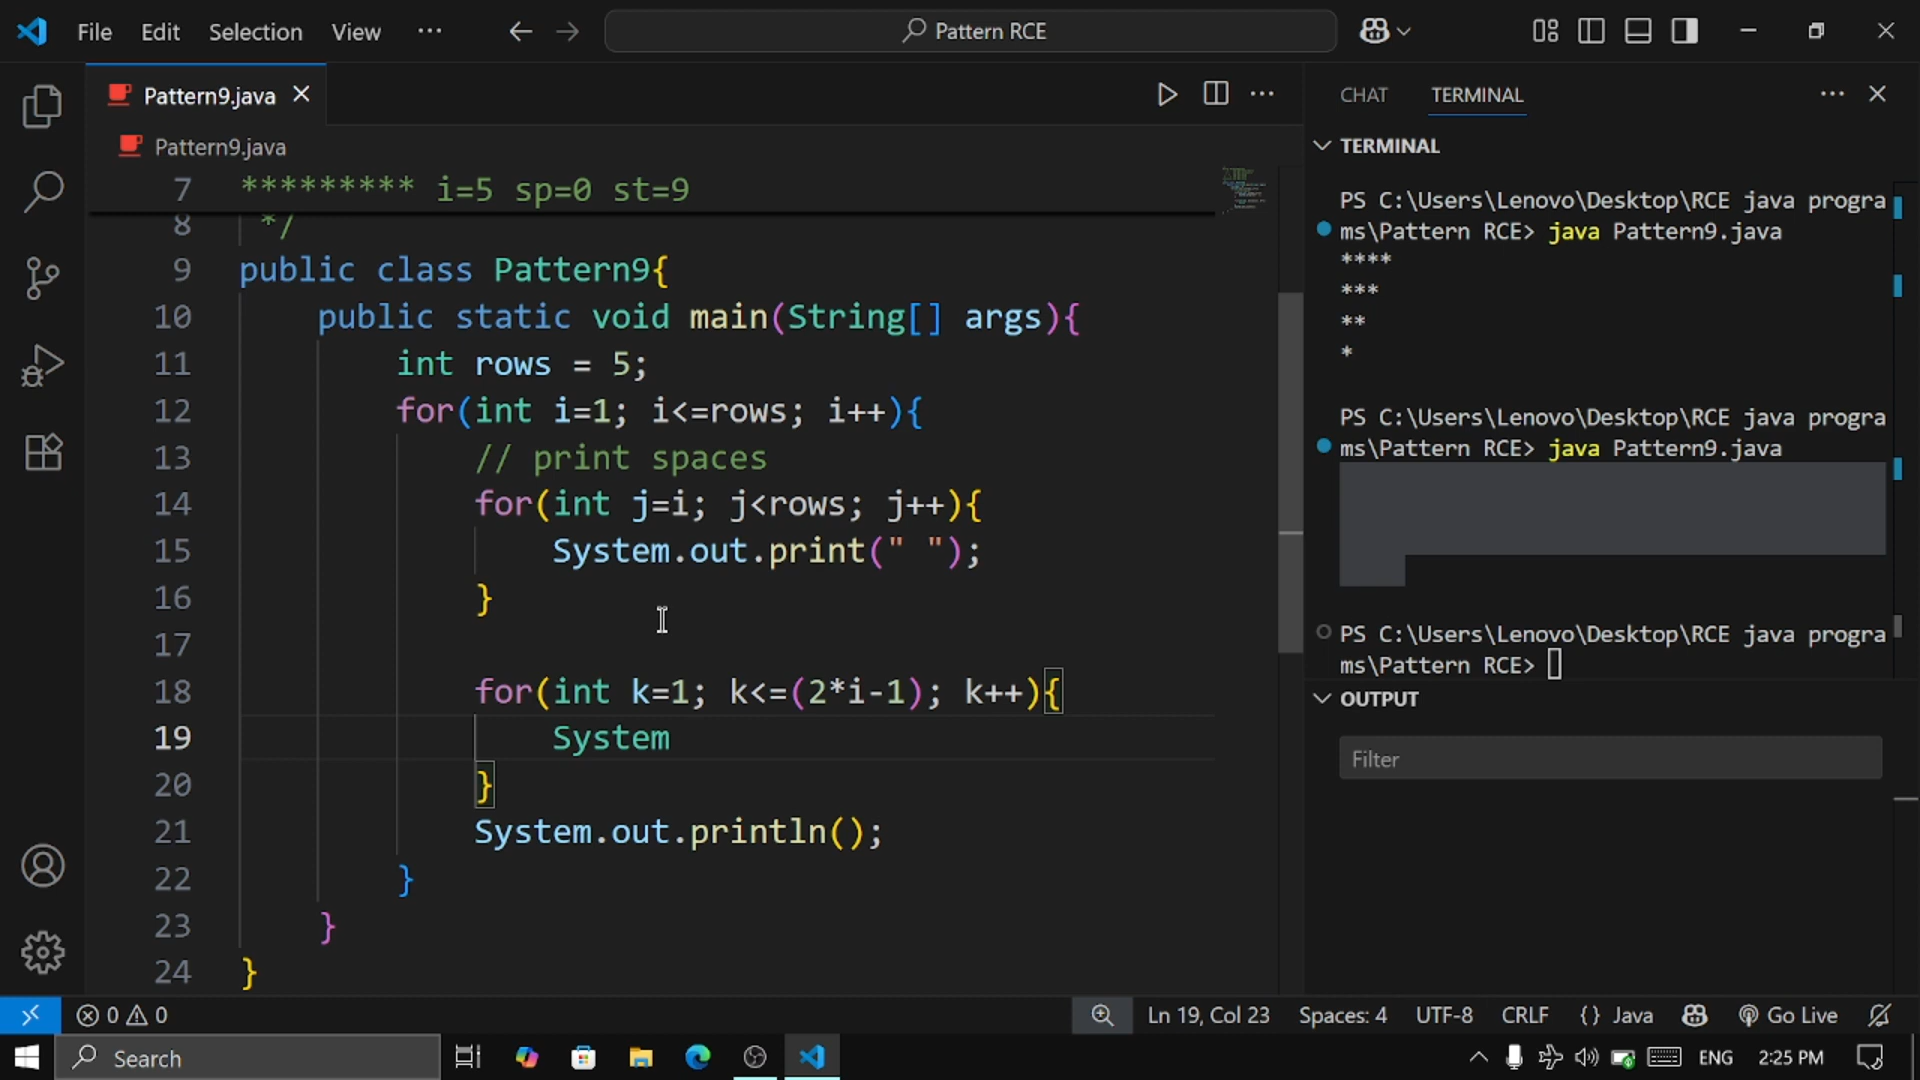 File Edit Selection View ··· Pattern RCE
Pattern9.java
Pattern9.java
7 ********* i=5 sp=0 st=9
8 */
9 public class Pattern9{
10 public static void main(String[] args){
11 int rows = 5;
12 for(int i=1; i<=rows; i++){
13 // print spaces
14 for(int j=i; j<rows; j++){
15 System.out.print(" ");
16 }
17
18 for(int k=1; k<=(2*i-1); k++){
19 System
20 }
21 System.out.println();
22 }
23 }
24 }
CHAT TERMINAL
TERMINAL
PS C:\Users\Lenovo\Desktop\RCE java progra
ms\Pattern RCE> java Pattern9.java
****
***
**
*
PS C:\Users\Lenovo\Desktop\RCE java progra
ms\Pattern RCE> java Pattern9.java
PS C:\Users\Lenovo\Desktop\RCE java progra
ms\Pattern RCE>
OUTPUT
Filter
0 0 Ln 19, Col 23 Spaces: 4 UTF-8 CRLF {} Java Go Live
Search ENG 2:25 PM